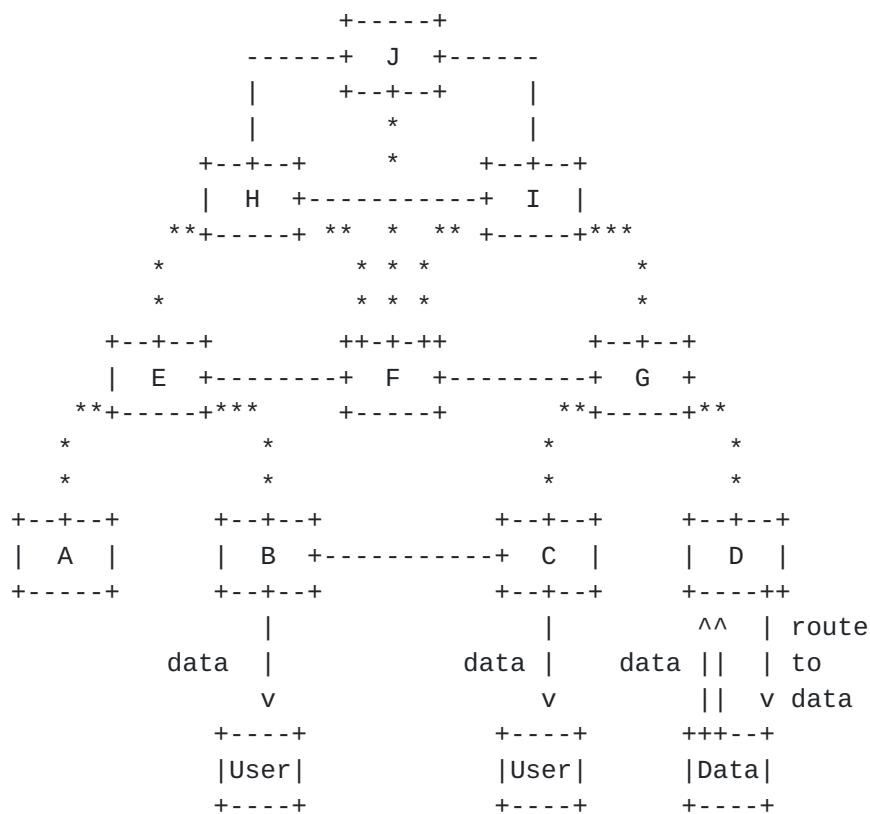 J
H I
E F G
A B C D
route
data data data to
data
User User Data